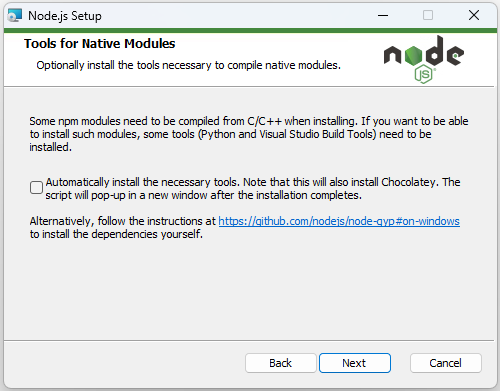 Node.js Setup
Tools for Native Modules
Optionally install the tools necessary to compile native modules.
node
JS
Some npm modules need to be compiled from C/C++ when installing. If you want to be able
to install such modules, some tools (Python and Visual Studio Build Tools) need to be
installed.
Automatically install the necessary tools. Note that this will also install Chocolatey. The
script will pop-up in a new window after the installation completes.
Alternatively, follow the instructions at https://github.com/nodejs/node-gyp#on-windows
to install the dependencies yourself.
Back Next Cancel